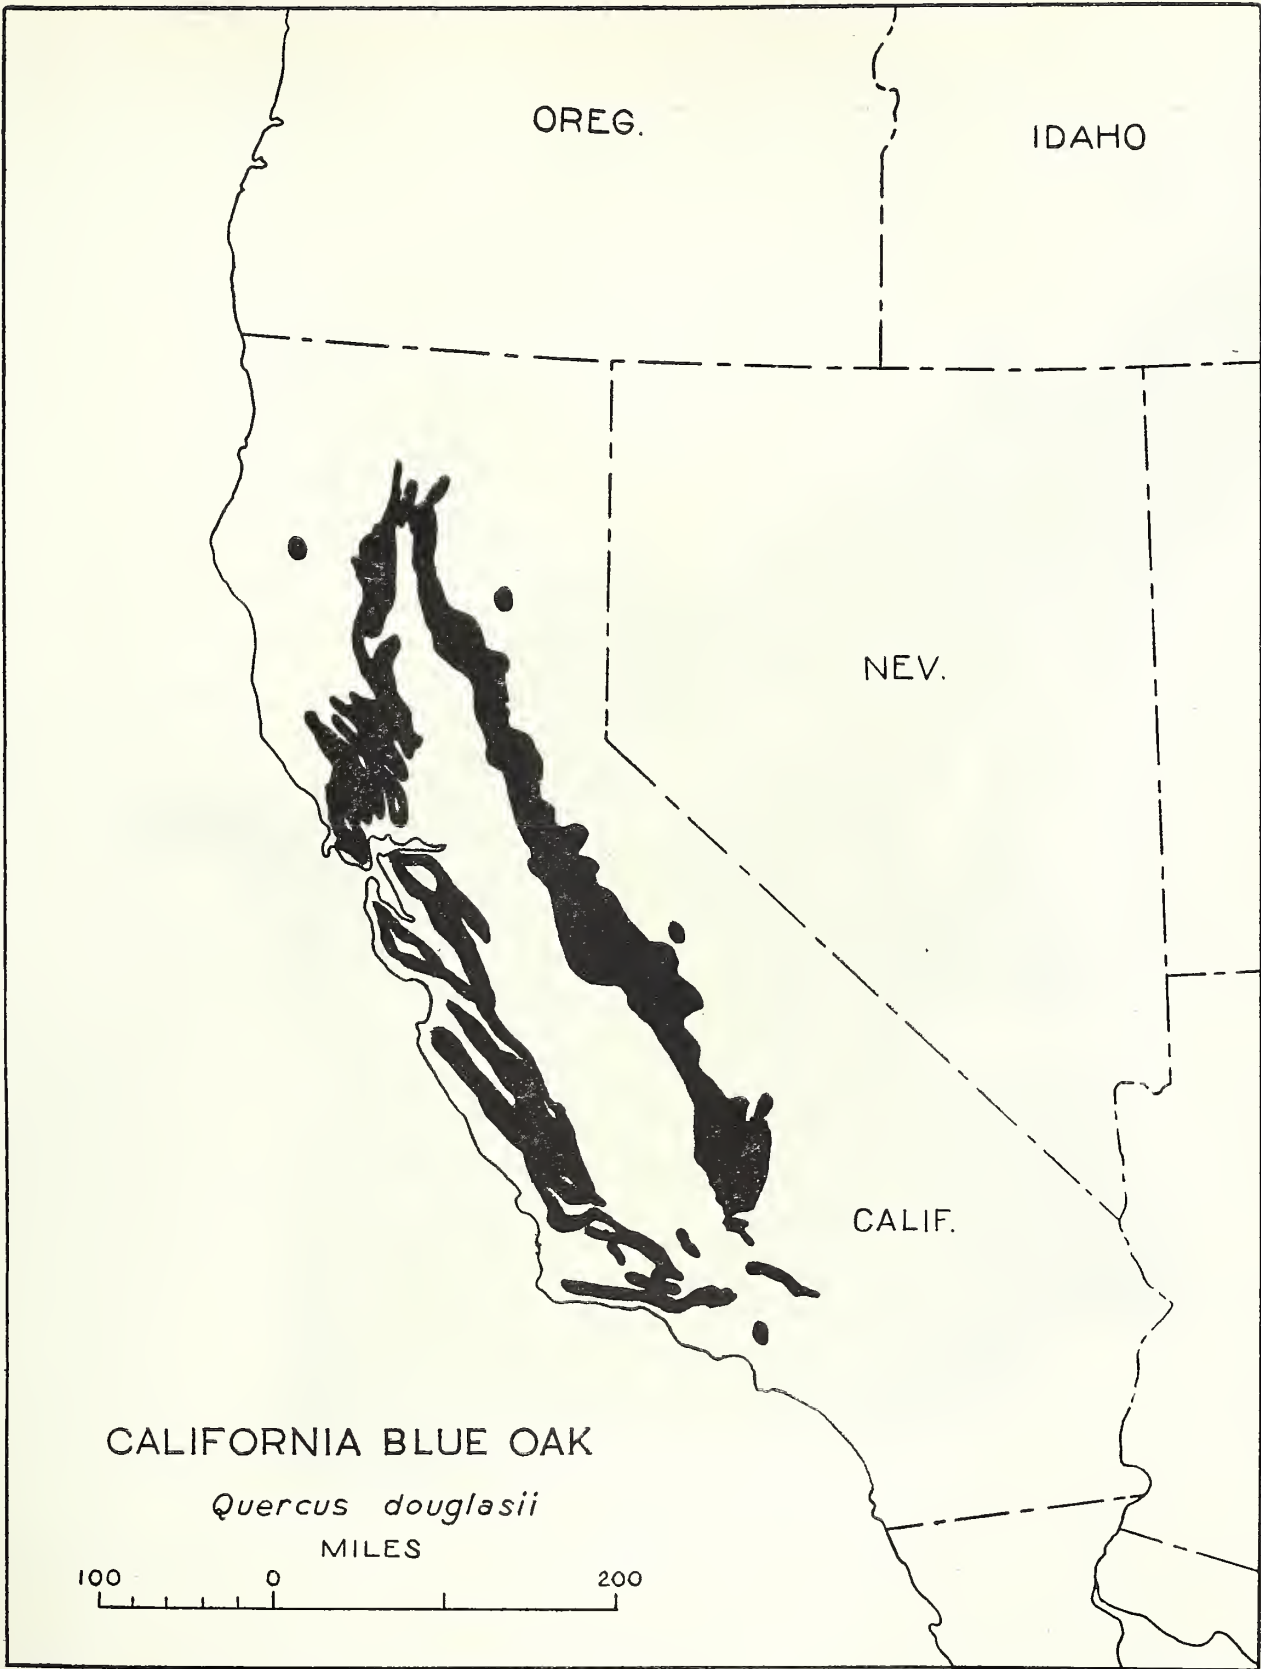 OREG.
IDAHO
NEV.
CALIF.
CALIFORNIA BLUE OAK
Quercus douglasii
MILES
100 0 200